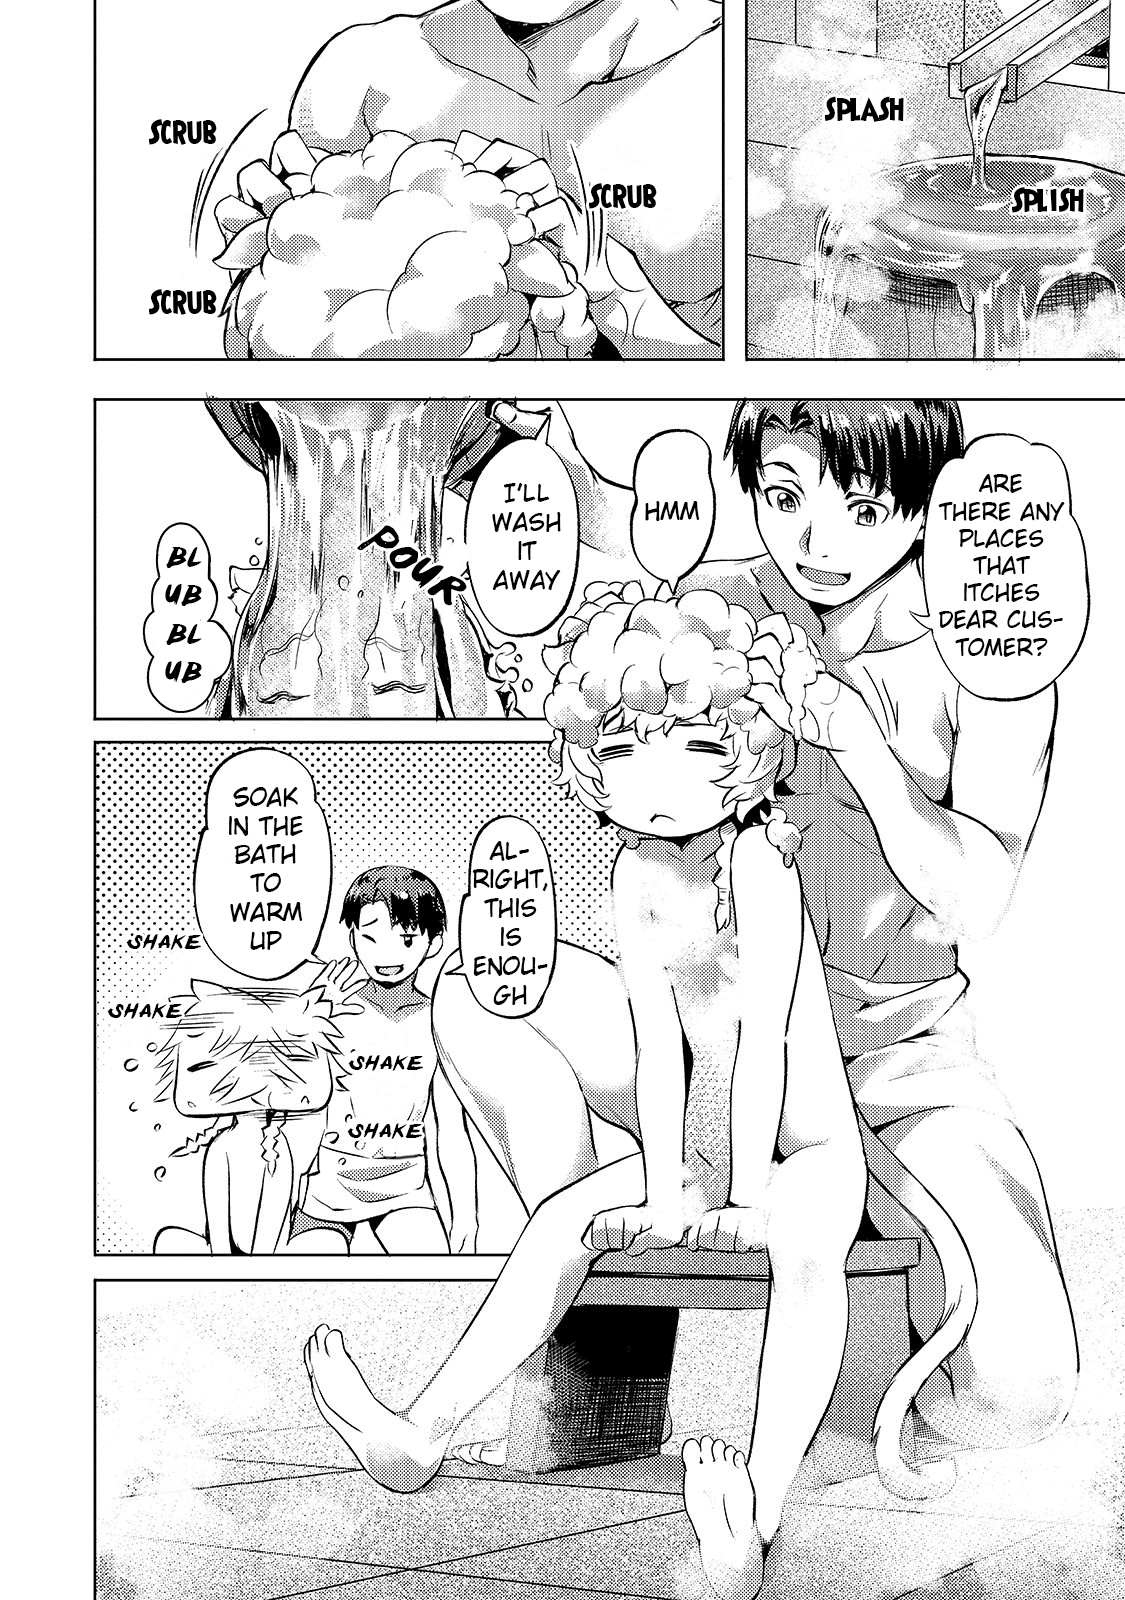 SPLASH
SPLISH
SCRUB
SCRUB
SCRUB
ARE
THERE ANY
PLACES
THAT
ITCHES
DEAR CUS-
TOMER?
HMM
I'LL
WASH
IT
AWAY
POUR
BL
UB
BL
UB
AL-
RIGHT,
THIS
IS
ENOU-
GH
SOAK
IN THE
BATH
TO
WARM
UP
SHAKE
SHAKE
SHAKE
SHAKE